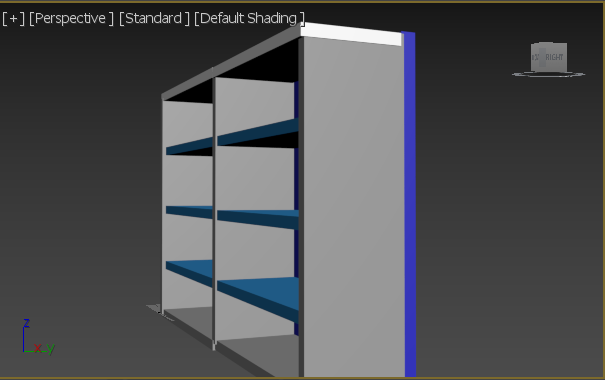 [+] [Perspective ] [Standard ] [Default Shading ]
RIGHT
z
x
y